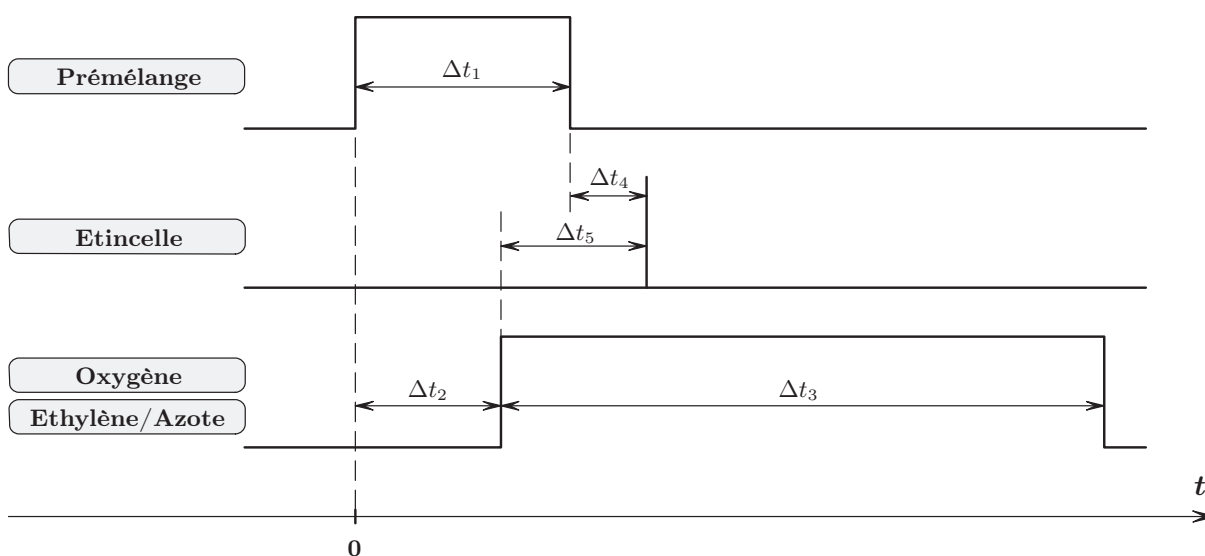 Prémélange
Δt₁
Δt₄
Etincelle
Δt₅
Oxygène
Ethylène/Azote
Δt₂
Δt₃
t
0